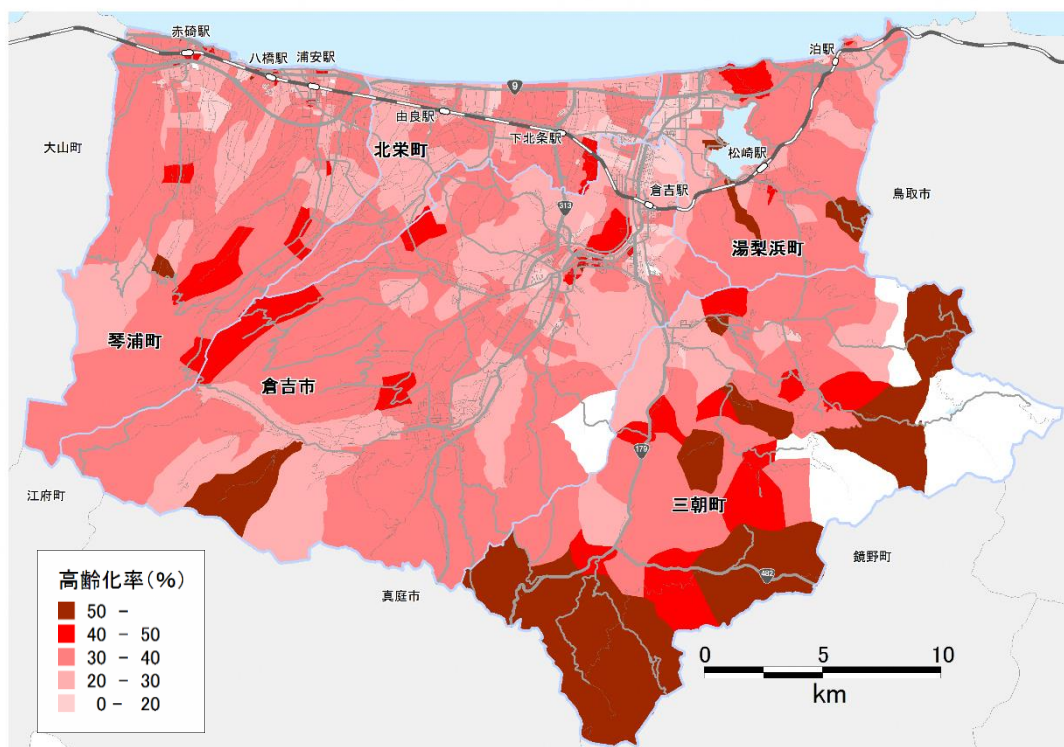 赤碕駅
八橋駅
浦安駅
泊駅
9
由良駅
大山町
北栄町
下北条駅
松崎駅
倉吉駅
鳥取市
313
湯梨浜町
琴浦町
倉吉市
179
三朝町
江府町
鏡野町
高齢化率(%)
50 -
40 - 50
30 - 40
20 - 30
0 - 20
真庭市
482
0 5 10
km